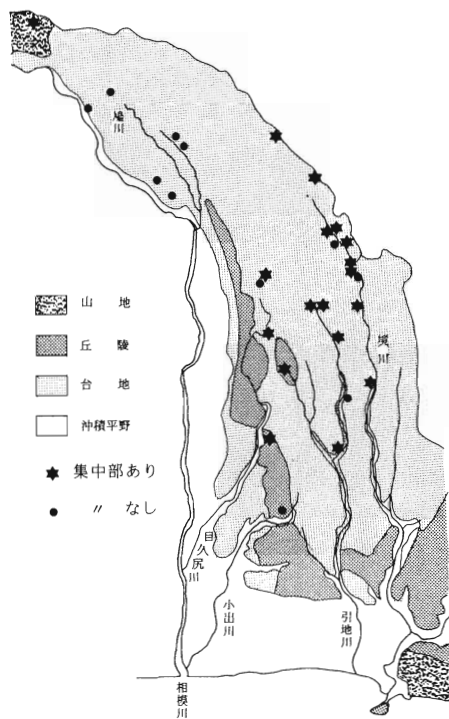 鳩川
山地
丘陵
台地
沖積平野
集中部あり
〃 なし
境川
目久尻川
小出川
引地川
相模川